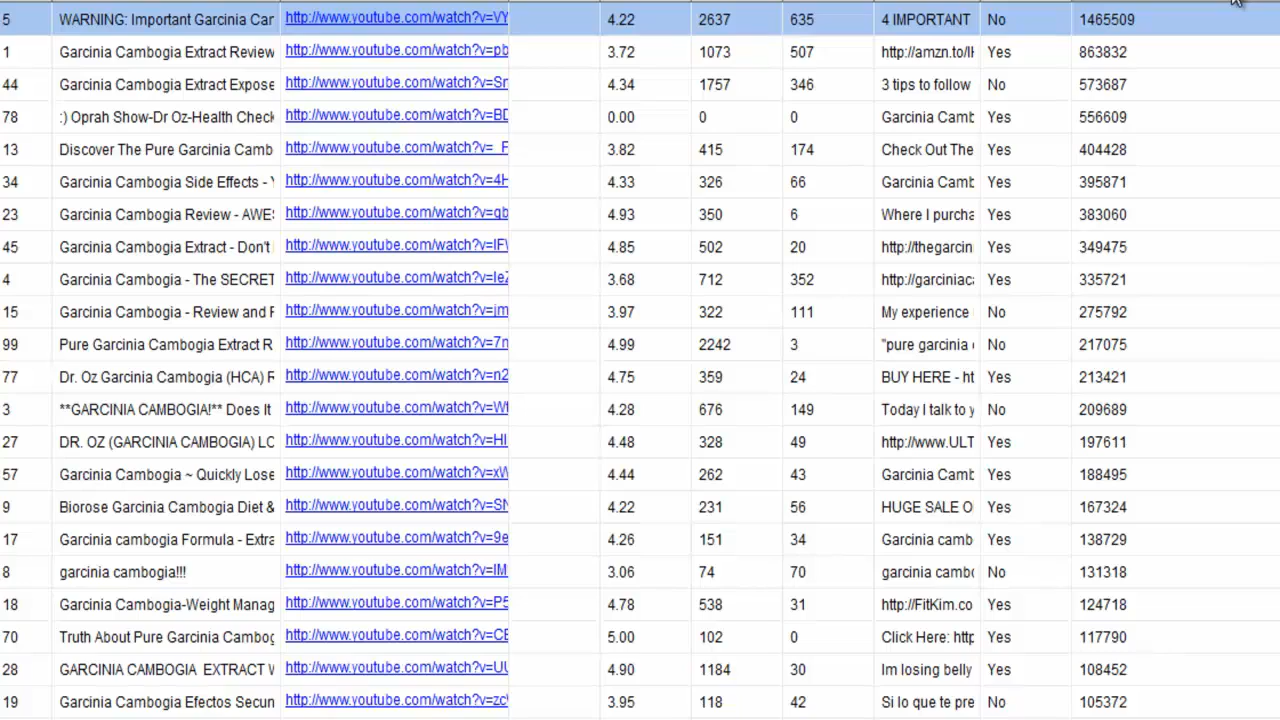 5 WARNING: Important Garcinia Car http://www.youtube.com/watch?v=VY 4.22 2637 635 4 IMPORTANT No 1465509
1 Garcinia Cambogia Extract Review http://www.youtube.com/watch?v=pb 3.72 1073 507 http://amzn.to/I Yes 863832
44 Garcinia Cambogia Extract Expose http://www.youtube.com/watch?v=Sr 4.34 1757 346 3 tips to follow No 573687
78 :) Oprah Show-Dr Oz-Health Check http://www.youtube.com/watch?v=BD 0.00 0 0 Garcinia Camb Yes 556609
13 Discover The Pure Garcinia Camb http://www.youtube.com/watch?v=_F 3.82 415 174 Check Out The Yes 404428
34 Garcinia Cambogia Side Effects - Y http://www.youtube.com/watch?v=4H 4.33 326 66 Garcinia Camb Yes 395871
23 Garcinia Cambogia Review - AWE http://www.youtube.com/watch?v=qb 4.93 350 6 Where I purcha Yes 383060
45 Garcinia Cambogia Extract - Don't http://www.youtube.com/watch?v=IF 4.85 502 20 http://thegarcin Yes 349475
4 Garcinia Cambogia - The SECRET http://www.youtube.com/watch?v=IeZ 3.68 712 352 http://garciniac Yes 335721
15 Garcinia Cambogia - Review and F http://www.youtube.com/watch?v=jm 3.97 322 111 My experience No 275792
99 Pure Garcinia Cambogia Extract R http://www.youtube.com/watch?v=7n 4.99 2242 3 "pure garcinia No 217075
77 Dr. Oz Garcinia Cambogia (HCA) F http://www.youtube.com/watch?v=n2 4.75 359 24 BUY HERE - ht Yes 213421
3 **GARCINIA CAMBOGIA!** Does It http://www.youtube.com/watch?v=W 4.28 676 149 Today I talk to y No 209689
27 DR. OZ (GARCINIA CAMBOGIA) LO http://www.youtube.com/watch?v=HI 4.48 328 49 http://www.ULT Yes 197611
57 Garcinia Cambogia ~ Quickly Lose http://www.youtube.com/watch?v=xW 4.44 262 43 Garcinia Camb Yes 188495
9 Biorose Garcinia Cambogia Diet & http://www.youtube.com/watch?v=SN 4.22 231 56 HUGE SALE O Yes 167324
17 Garcinia cambogia Formula - Extra http://www.youtube.com/watch?v=9e 4.26 151 34 Garcinia camb Yes 138729
8 garcinia cambogia!!! http://www.youtube.com/watch?v=IM 3.06 74 70 garcinia cambo No 131318
18 Garcinia Cambogia-Weight Manag http://www.youtube.com/watch?v=P5 4.78 538 31 http://FitKim.co Yes 124718
70 Truth About Pure Garcinia Cambog http://www.youtube.com/watch?v=CE 5.00 102 0 Click Here: http Yes 117790
28 GARCINIA CAMBOGIA EXTRACT W http://www.youtube.com/watch?v=UU 4.90 1184 30 Im losing belly Yes 108452
19 Garcinia Cambogia Efectos Secun http://www.youtube.com/watch?v=zc 3.95 118 42 Si lo que te pre No 105372